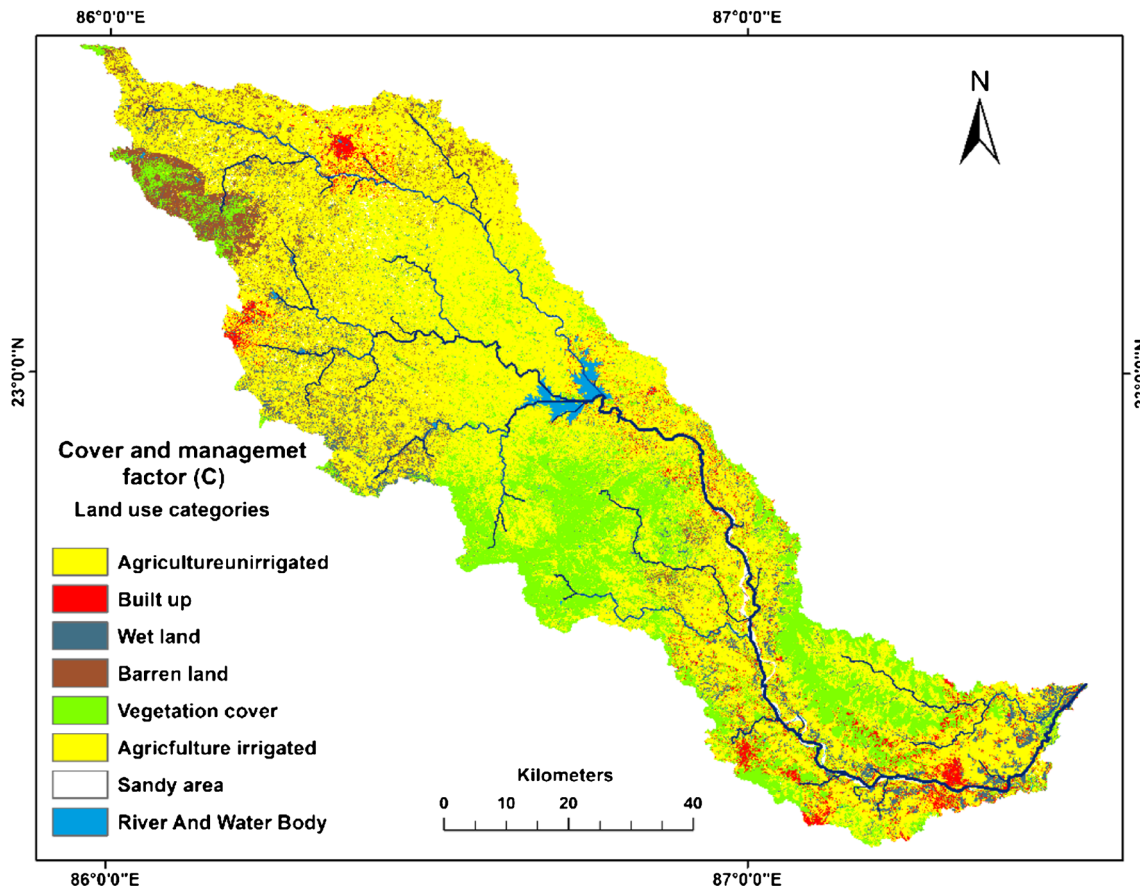 86°0'0"E
87°0'0"E
N
23°0'0"N
23°0'0"N
Cover and managemet
factor (C)
Land use categories
Agricultureunirrigated
Built up
Wet land
Barren land
Vegetation cover
Agricfulture irrigated
Sandy area
River And Water Body
Kilometers
0 10 20 40
86°0'0"E
87°0'0"E